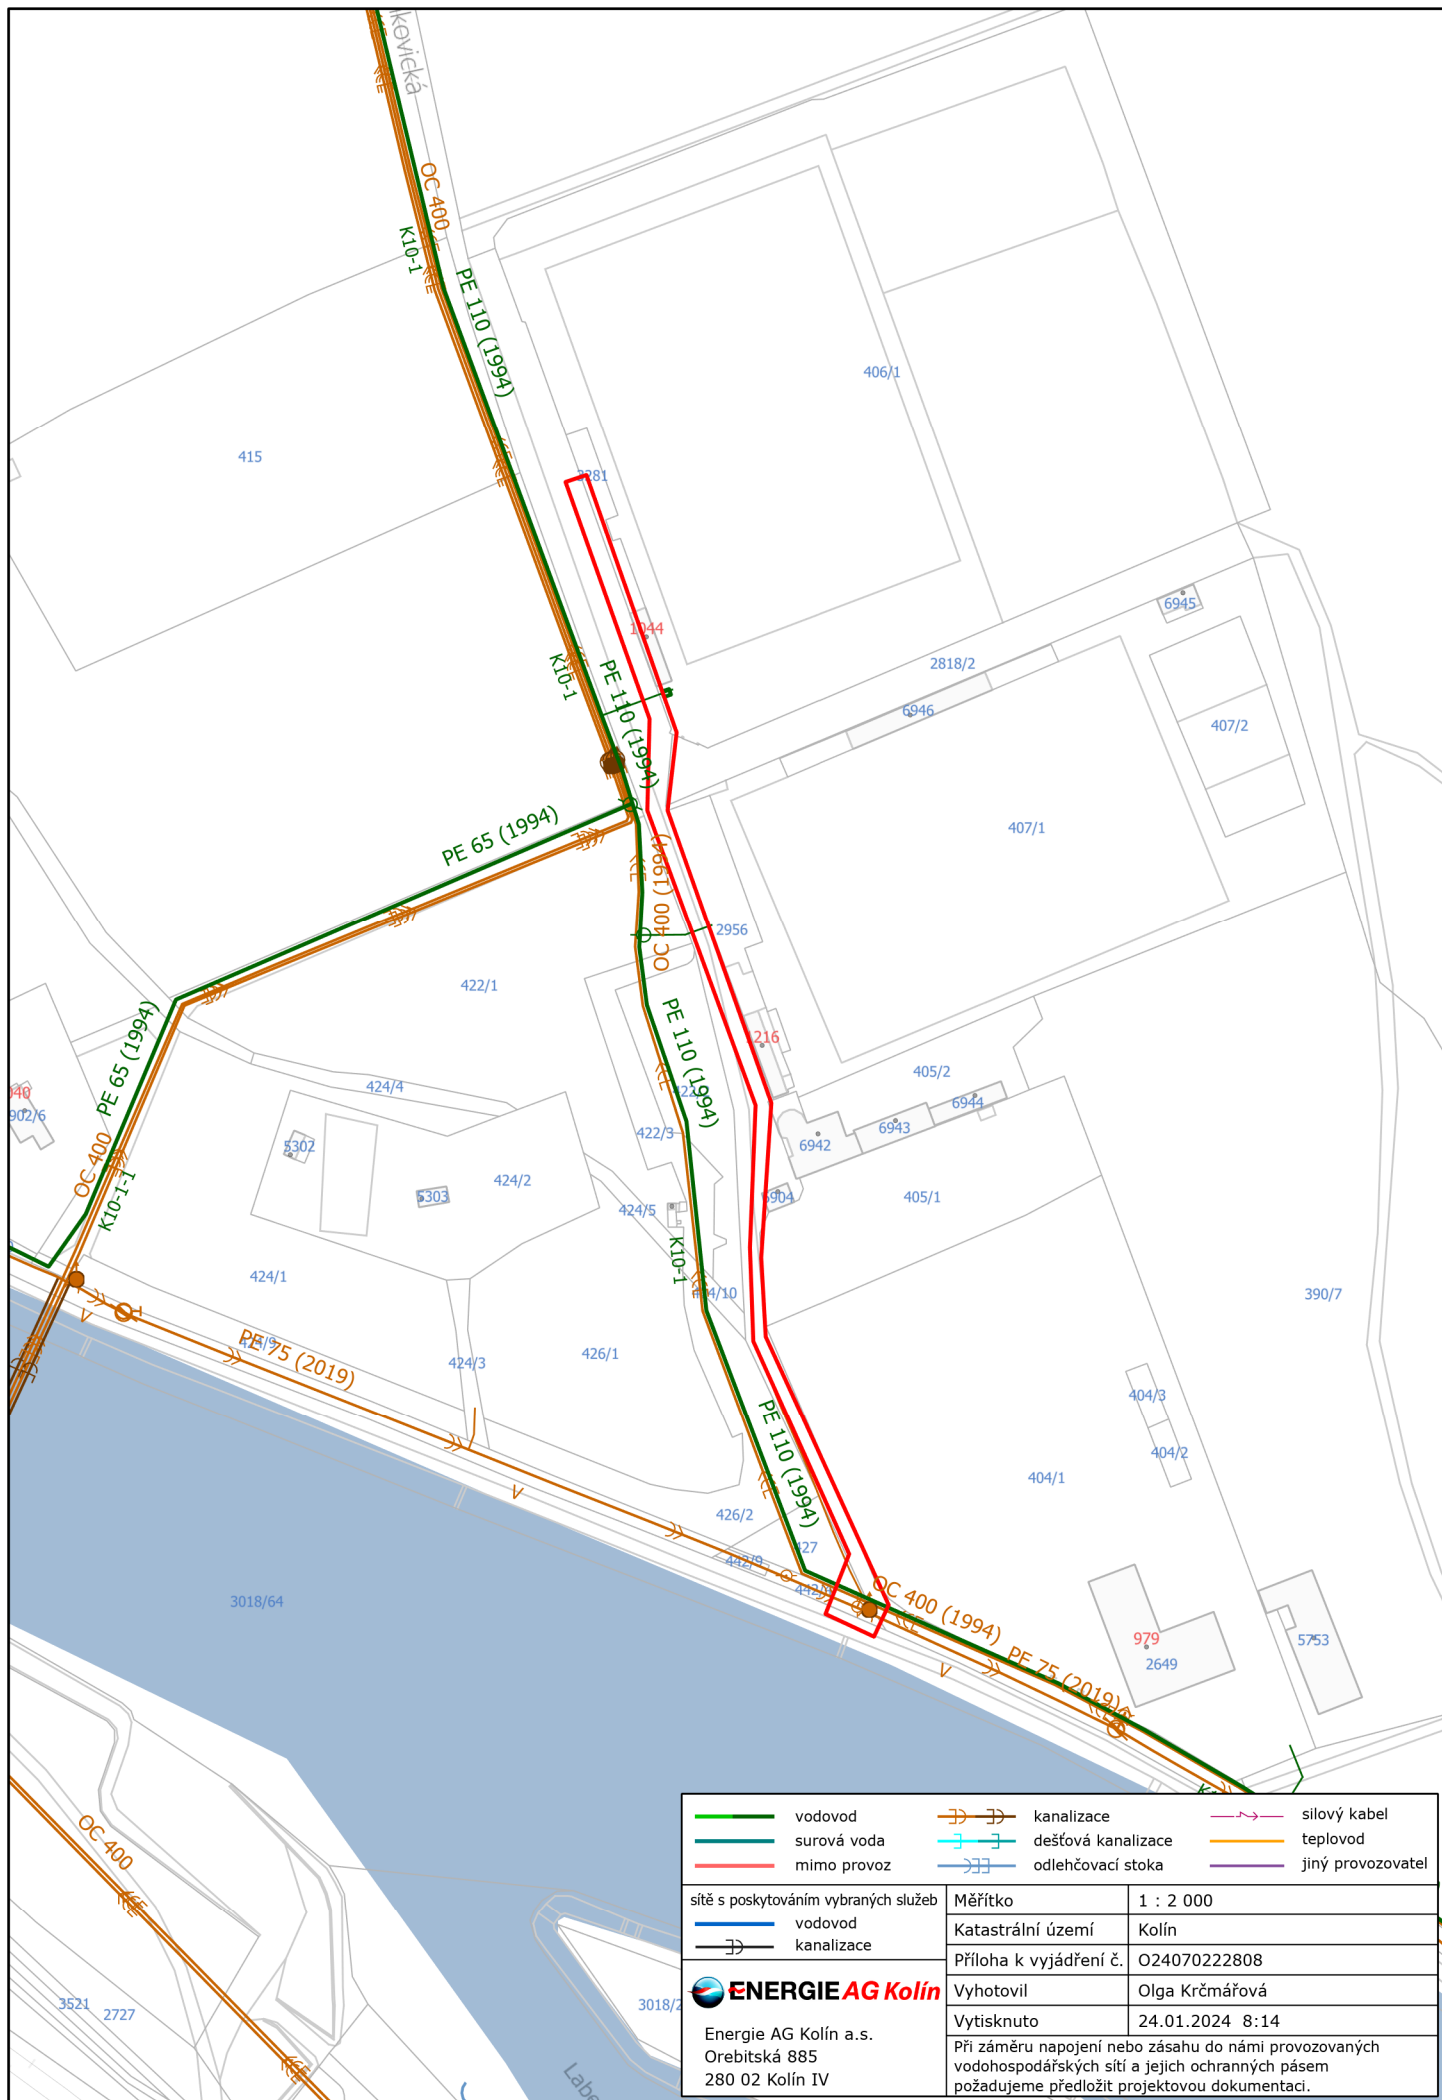 OC 400
K10-1
PE 110 (1994)
406/1
415
3281
1044
6945
2818/2
K10-1
PE 110 (1994)
6946
407/2
PE 65 (1994)
407/1
OC 400 (1994)
2956
422/1
PE 110 (1994)
PE 65 (1994)
1216
405/2
424/4
902/6
6944
6943
422/3
6942
5302
OC 400
424/2
5303
K10-1-1
405/1
424/5
K10-1
424/1
390/7
PE 75 (2019)
424/9
426/1
424/3
404/3
PE 110 (1994)
404/2
404/1
V
V
426/2
427
442/9
3018/64
OC 400 (1994)
979
5753
2649
PE 75 (2019)
V
OC 400
3521
2727
vodovod
kanalizace
silový kabel
surová voda
dešťová kanalizace
teplovod
mimo provoz
odlehčovací stoka
jiný provozovatel
sítě s poskytováním vybraných služeb
vodovod
kanalizace
Měřítko 1 : 2 000
Katastrální území Kolín
Příloha k vyjádření č. O24070222808
Vyhotovil Olga Krčmářová
Vytisknuto 24.01.2024 8:14
ENERGIE AG Kolín
Energie AG Kolín a.s.
Orebitská 885
280 02 Kolín IV
Při záměru napojení nebo zásahu do námi provozovaných
vodohospodářských sítí a jejich ochranných pásem
požadujeme předložit projektovou dokumentaci.